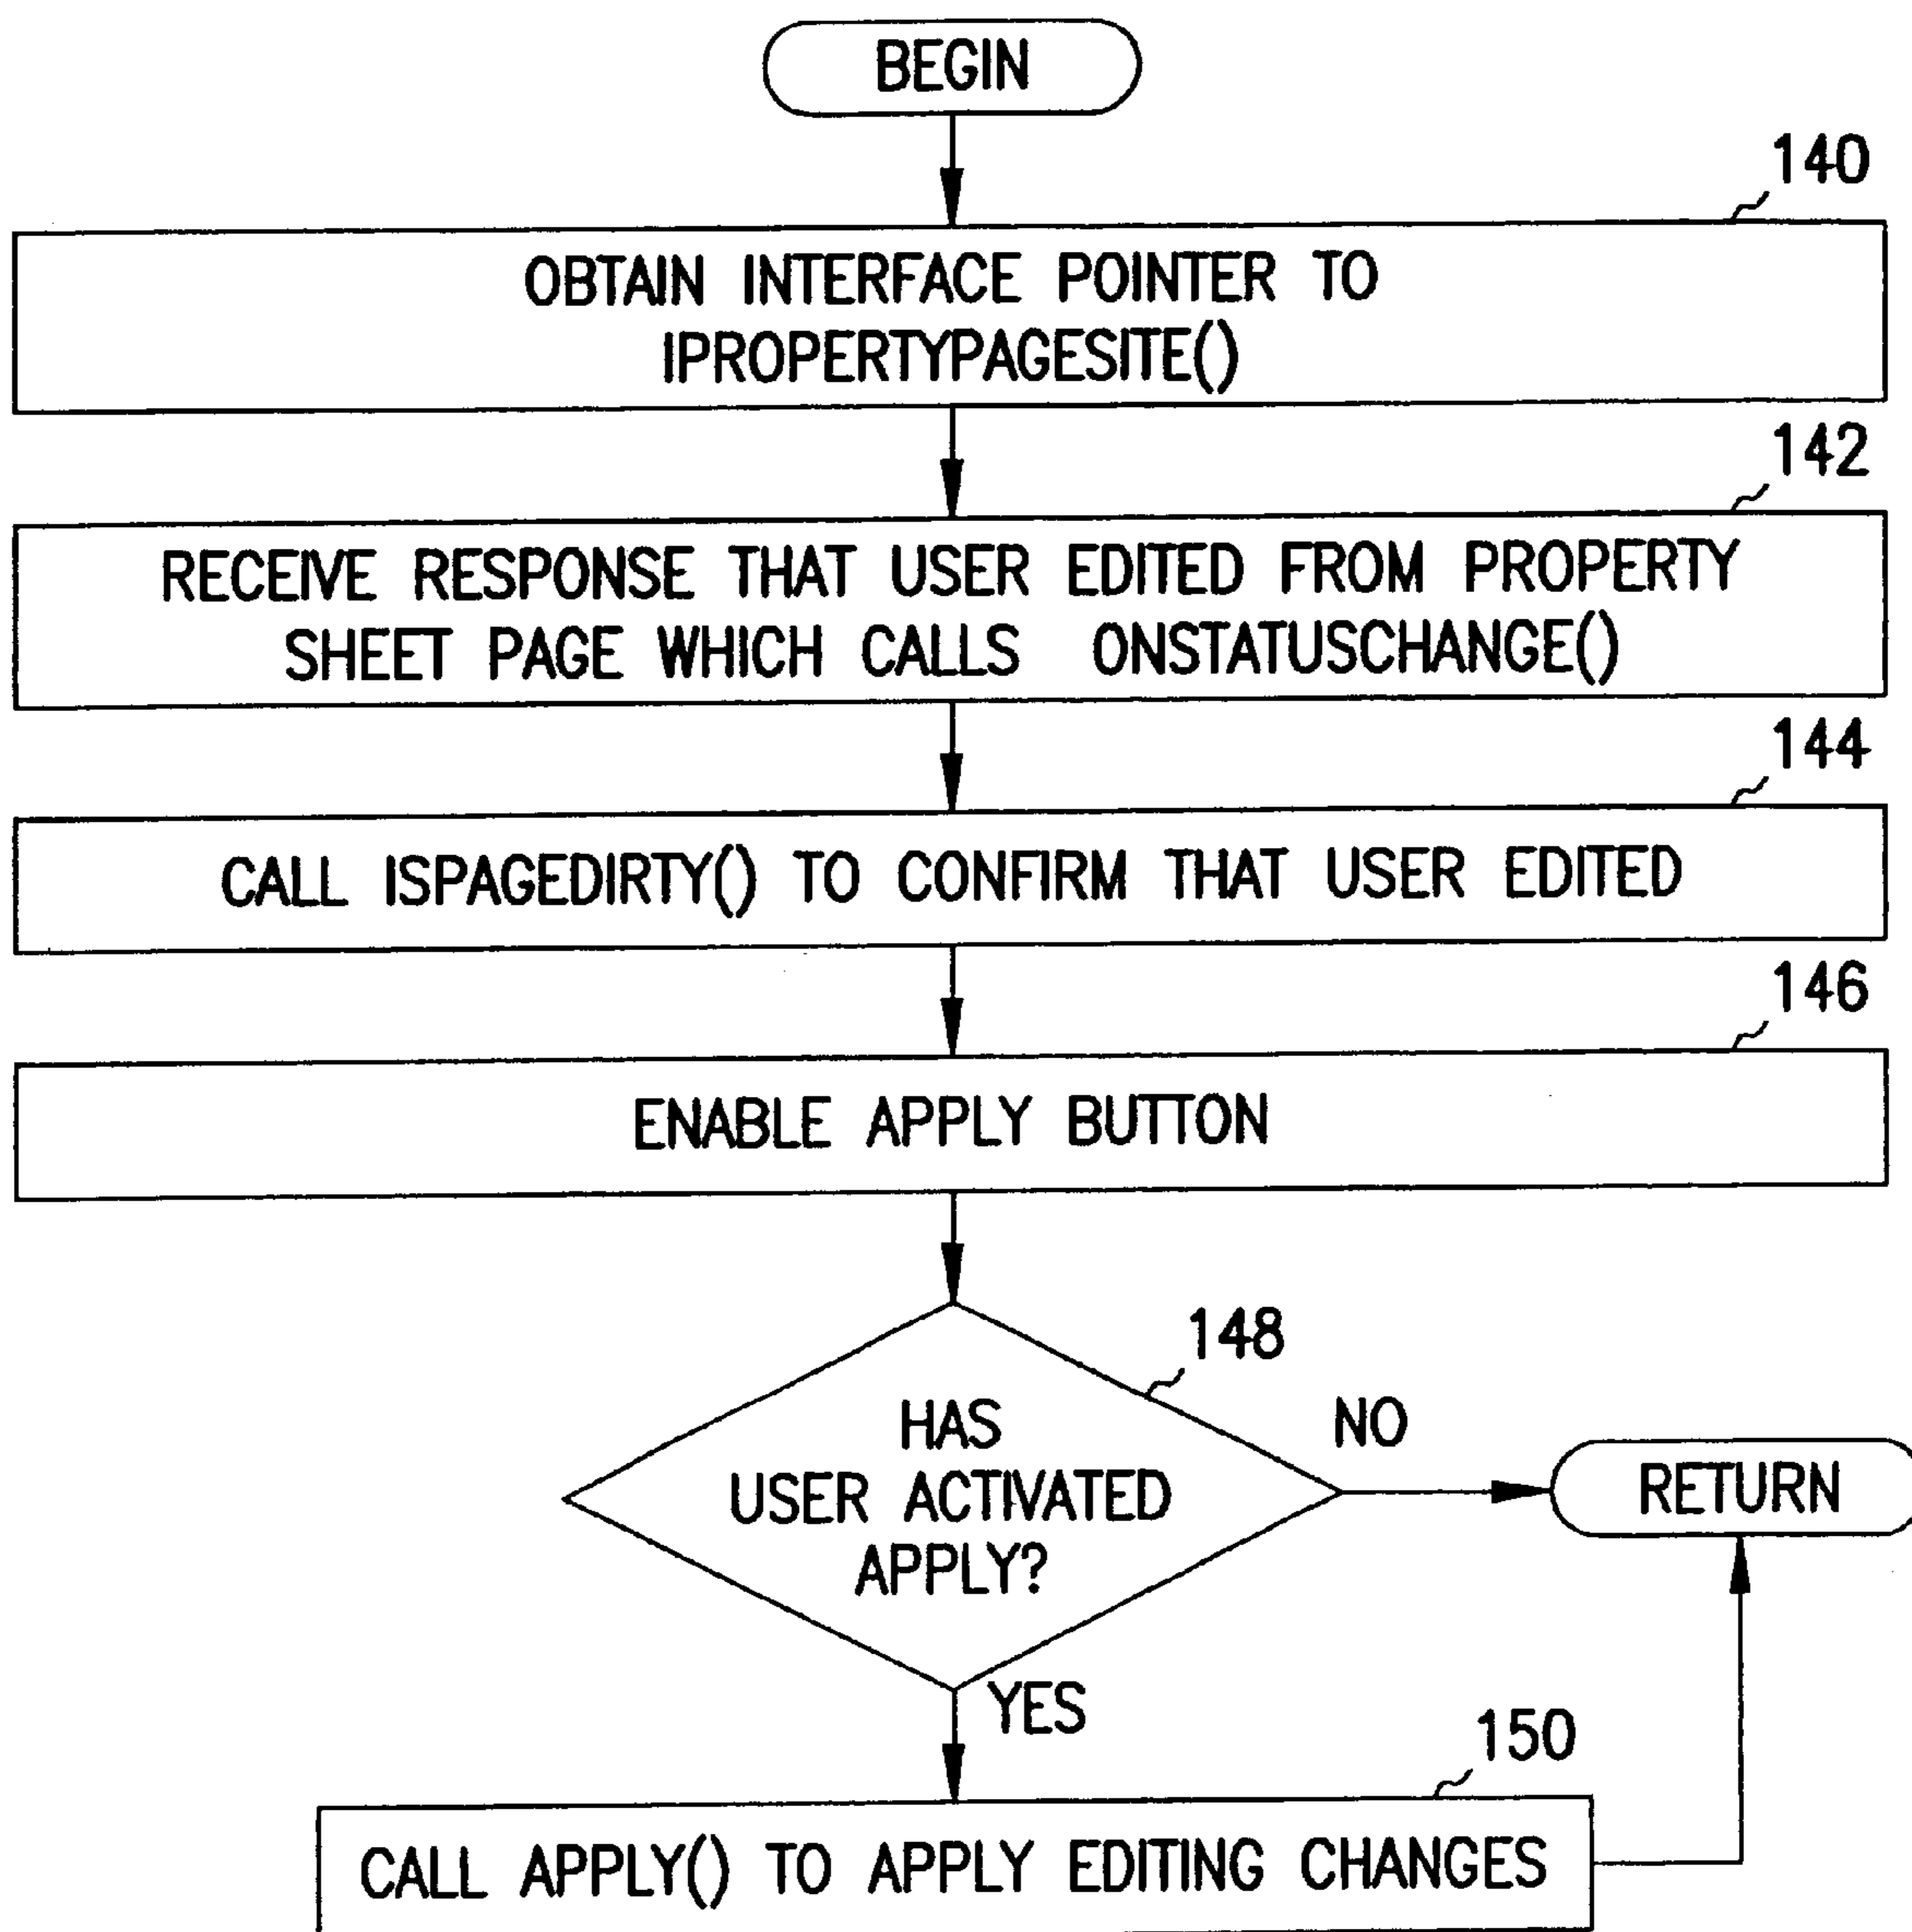 BEGIN
140
OBTAIN INTERFACE POINTER TO
IPROPERTYPAGESITE()
142
RECEIVE RESPONSE THAT USER EDITED FROM PROPERTY
SHEET PAGE WHICH CALLS ONSTATUSCHANGE()
144
CALL ISPAGEDIRTY() TO CONFIRM THAT USER EDITED
146
ENABLE APPLY BUTTON
148
HAS
USER ACTIVATED
APPLY?
NO
RETURN
YES
150
CALL APPLY() TO APPLY EDITING CHANGES